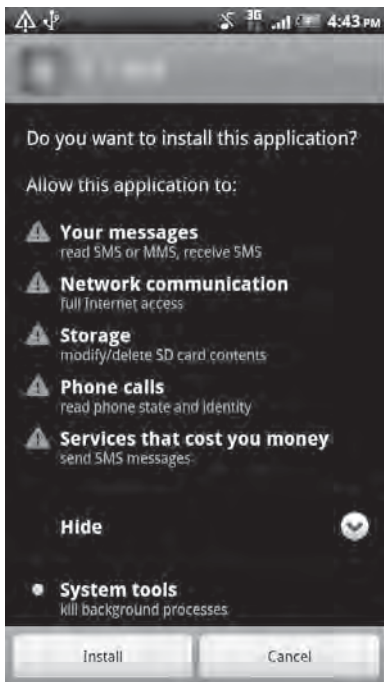 3G 4:43 PM
Do you want to install this application?
Allow this application to:
Your messages
read SMS or MMS, receive SMS
Network communication
full Internet access
Storage
modify/delete SD card contents
Phone calls
read phone state and identity
Services that cost you money
send SMS messages
Hide
System tools
kill background processes
Install Cancel